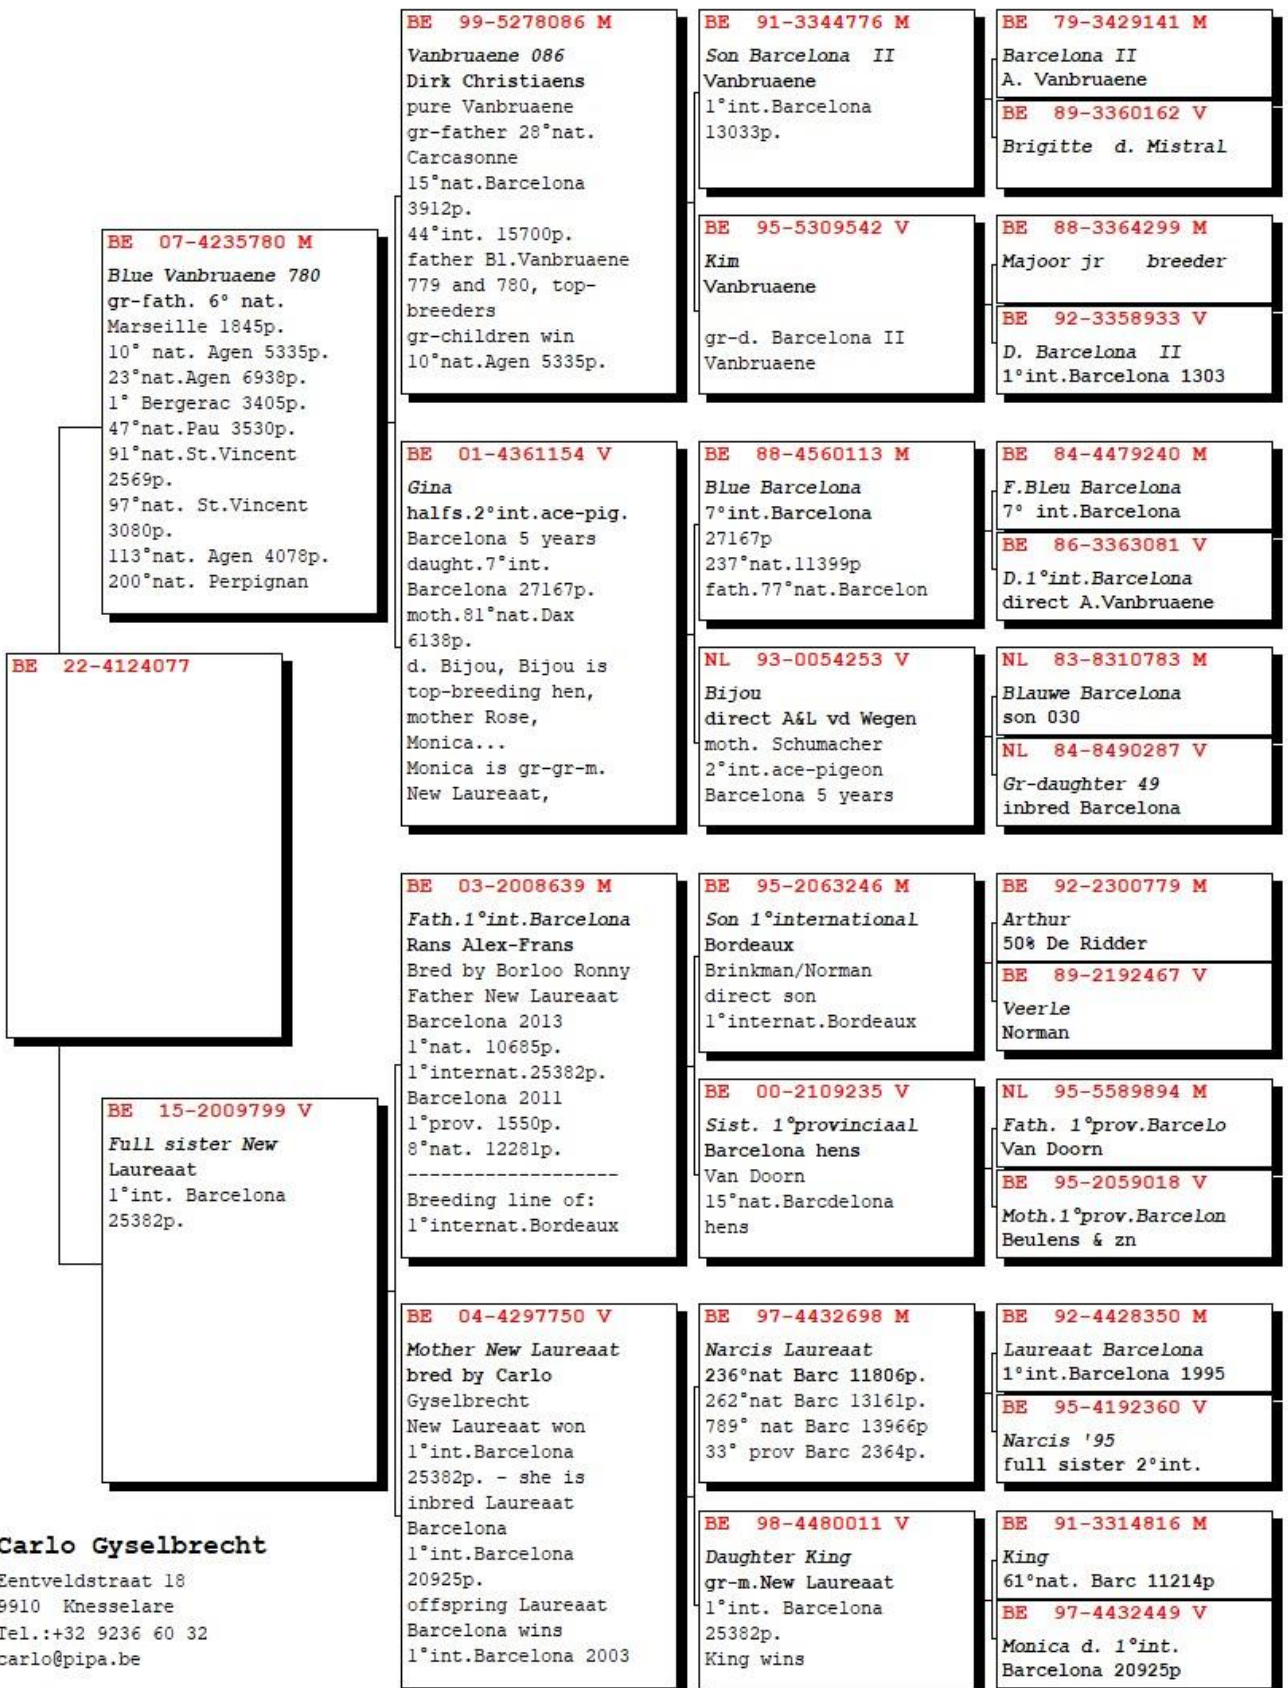 BE 22-4124077
BE 07-4235780 M
Blue Vanbruaene 780
gr-fath. 6° nat.
Marseille 1845p.
10° nat. Agen 5335p.
23°nat.Agen 6938p.
1° Bergerac 3405p.
47°nat.Pau 3530p.
91°nat.St.Vincent
2569p.
97°nat. St.Vincent
3080p.
113°nat. Agen 4078p.
200°nat. Perpignan
BE 15-2009799 V
Full sister New
Laureaat
1°int. Barcelona
25382p.
BE 99-5278086 M
Vanbruaene 086
Dirk Christiaens
pure Vanbruaene
gr-father 28°nat.
Carcasonne
15°nat.Barcelona
3912p.
44°int. 15700p.
father Bl.Vanbruaene
779 and 780, top-
breeders
gr-children win
10°nat.Agen 5335p.
BE 01-4361154 V
Gina
halfs.2°int.ace-pig.
Barcelona 5 years
daught.7°int.
Barcelona 27167p.
moth.81°nat.Dax
6138p.
d. Bijou, Bijou is
top-breeding hen,
mother Rose,
Monica...
Monica is gr-gr-m.
New Laureaat,
BE 03-2008639 M
Fath.1°int.Barcelona
Rans Alex-Frans
Bred by Borloo Ronny
Father New Laureaat
Barcelona 2013
1°nat. 10685p.
1°internat.25382p.
Barcelona 2011
1°prov. 1550p.
8°nat. 12281p.
-------------------
Breeding line of:
1°internat.Bordeaux
BE 04-4297750 V
Mother New Laureaat
bred by Carlo
Gyselbrecht
New Laureaat won
1°int.Barcelona
25382p. - she is
inbred Laureaat
Barcelona
1°int.Barcelona
20925p.
offspring Laureaat
Barcelona wins
1°int.Barcelona 2003
BE 91-3344776 M
Son Barcelona II
Vanbruaene
1°int.Barcelona
13033p.
BE 95-5309542 V
Kim
Vanbruaene
gr-d. Barcelona II
Vanbruaene
BE 88-4560113 M
Blue Barcelona
7°int.Barcelona
27167p
237°nat.11399p
fath.77°nat.Barcelon
NL 93-0054253 V
Bijou
direct A&L vd Wegen
moth. Schumacher
2°int.ace-pigeon
Barcelona 5 years
BE 95-2063246 M
Son 1°international
Bordeaux
Brinkman/Norman
direct son
1°internat.Bordeaux
BE 00-2109235 V
Sist. 1°provinciaal
Barcelona hens
Van Doorn
15°nat.Barcdelona
hens
BE 97-4432698 M
Narcis Laureaat
236°nat Barc 11806p.
262°nat Barc 13161p.
789° nat Barc 13966p
33° prov Barc 2364p.
BE 98-4480011 V
Daughter King
gr-m.New Laureaat
1°int. Barcelona
25382p.
King wins
BE 79-3429141 M
Barcelona II
A. Vanbruaene
BE 89-3360162 V
Brigitte d. Mistral
BE 88-3364299 M
Majoor jr breeder
BE 92-3358933 V
D. Barcelona II
1°int.Barcelona 1303
BE 84-4479240 M
F.Bleu Barcelona
7° int.Barcelona
BE 86-3363081 V
D.1°int.Barcelona
direct A.Vanbruaene
NL 83-8310783 M
Blauwe Barcelona
son 030
NL 84-8490287 V
Gr-daughter 49
inbred Barcelona
BE 92-2300779 M
Arthur
50% De Ridder
BE 89-2192467 V
Veerle
Norman
NL 95-5589894 M
Fath. 1°prov.Barcelo
Van Doorn
BE 95-2059018 V
Moth.1°prov.Barcelon
Beulens & zn
BE 92-4428350 M
Laureaat Barcelona
1°int.Barcelona 1995
BE 95-4192360 V
Narcis '95
full sister 2°int.
BE 91-3314816 M
King
61°nat. Barc 11214p
BE 97-4432449 V
Monica d. 1°int.
Barcelona 20925p
Carlo Gyselbrecht
Eentveldstraat 18
9910 Knesselare
Tel.:+32 9236 60 32
carlo@pipa.be